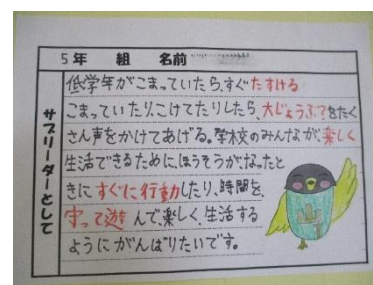 5年 組 名前
サブリーダーとして
低学年がこまっていたら、すぐたすける
こまっていたり、こけてたりしたら、大じょうぶ?をたく
さん声をかけてあげる。学校のみんなが、楽しく
生活できるために、ほうそうがなったと
きにすぐに行動したり、時間を、
守って遊んで、楽しく、生活する
ようにがんばりたいです。